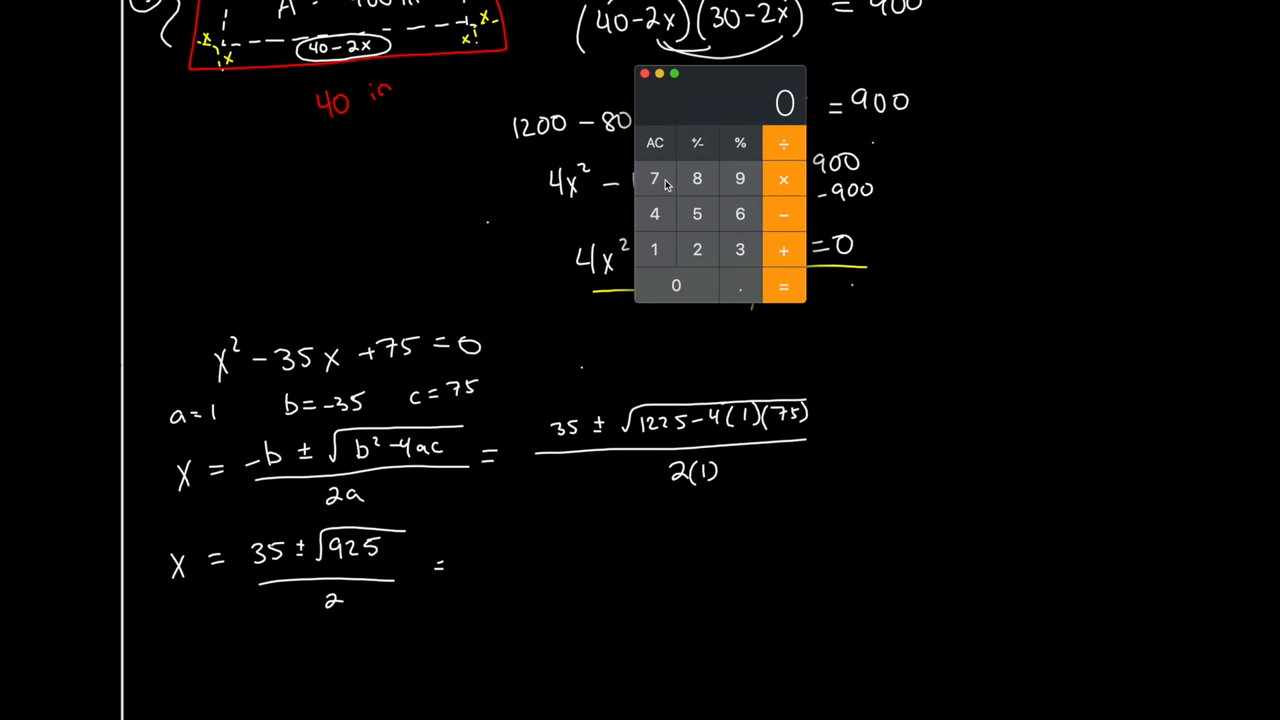 (40-2x)(30-2x) = 900
x x
x x
40-2x
40 in
1200 - 80 = 900
4x² - 900
-900
4x² = 0
0
AC +/- % ÷
7 8 9 ×
4 5 6 −
1 2 3 +
0 . =
x² - 35x + 75 = 0
a=1 b=-35 c=75
x = -b ± √b²-4ac / 2a = 35 ± √1225-4(1)(75) / 2(1)
x = 35 ± √925 / 2 =